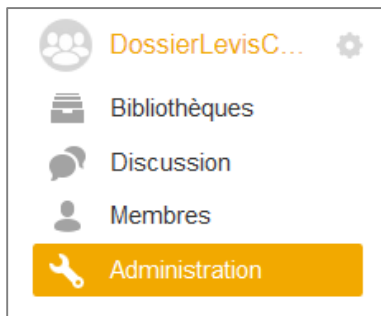 DossierLevisC...
Bibliothèques
Discussion
Membres
Administration